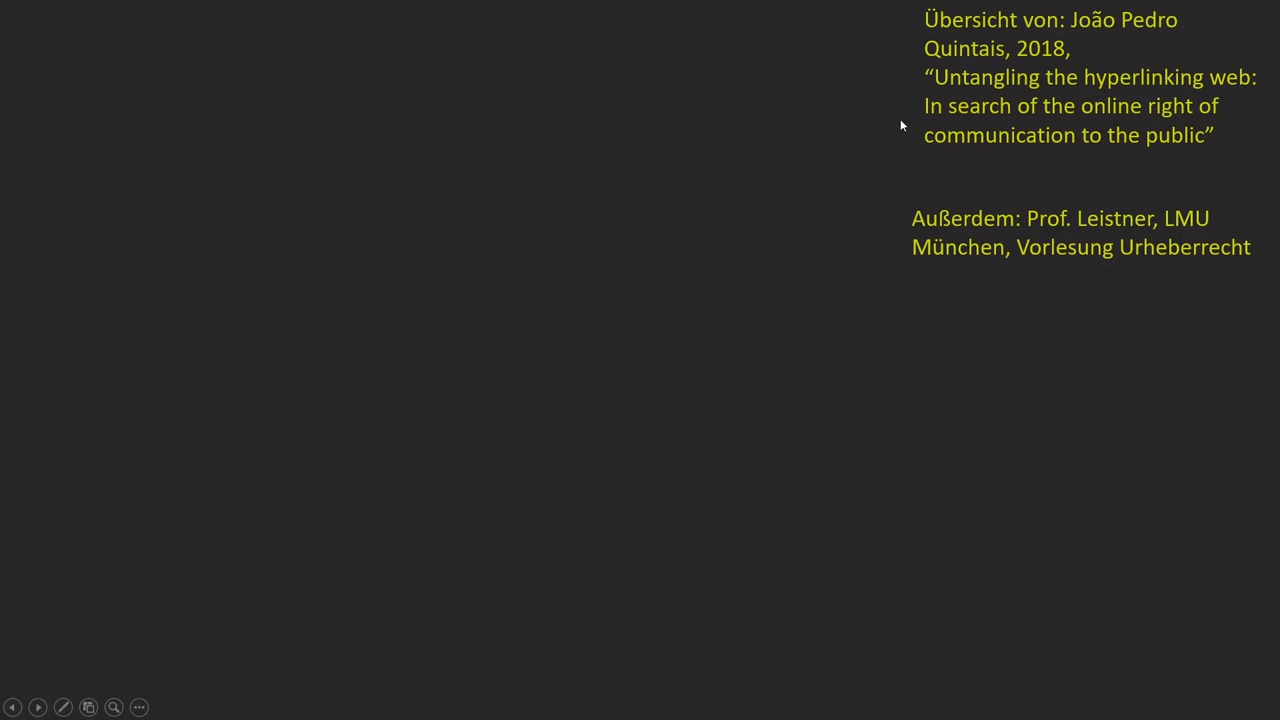 Übersicht von: João Pedro
Quintais, 2018,
“Untangling the hyperlinking web:
In search of the online right of
communication to the public”
Außerdem: Prof. Leistner, LMU
München, Vorlesung Urheberrecht